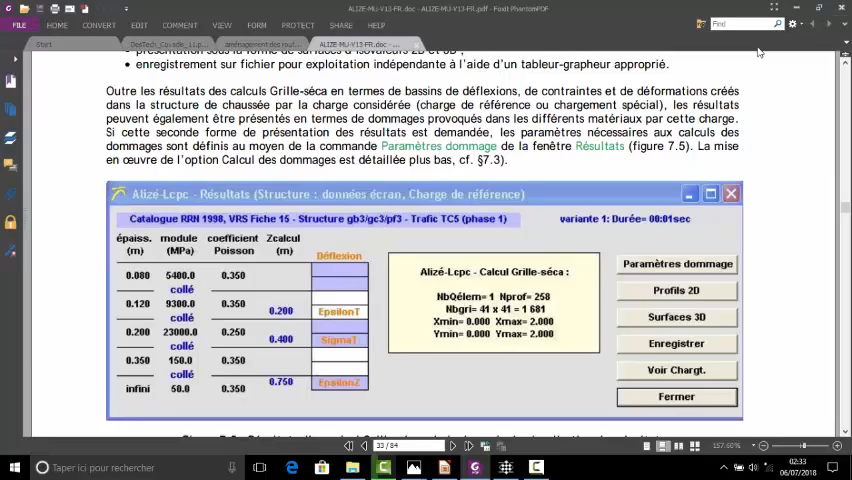 ALIZE-MU-V13-FR.doc - ALIZE-MU-V13-FR.pdf - Foxit PhantomPDF
FILE HOME CONVERT EDIT COMMENT VIEW FORM PROTECT SHARE HELP
Find
Start
aménagement des rout...
ALIZE-MU-V13-FR.doc - ...
présentation sous la forme de surfaces d'isovaleurs 2D et 3D ;
• enregistrement sur fichier pour exploitation indépendante à l'aide d'un tableur-grapheur approprié.
Outre les résultats des calculs Grille-séca en termes de bassins de déflexions, de contraintes et de déformations créés
dans la structure de chaussée par la charge considérée (charge de référence ou chargement spécial), les résultats
peuvent également être présentés en termes de dommages provoqués dans les différents matériaux par cette charge.
Si cette seconde forme de présentation des résultats est demandée, les paramètres nécessaires aux calculs des
dommages sont définis au moyen de la commande Paramètres dommage de la fenêtre Résultats (figure 7.5). La mise
en œuvre de l'option Calcul des dommages est détaillée plus bas, cf. §7.3).
Alizé-Lcpc - Résultats (Structure : données écran, Charge de référence)
Catalogue RRN 1998, VRS Fiche 15 - Structure gb3/gc3/pf3 - Trafic TC5 (phase 1)
variante 1: Durée= 00:01sec
épaiss. module coefficient Zcalcul
(m) (MPa) Poisson (m)
Déflexion
0.080 5400.0 0.350
collé
0.120 9300.0 0.350
collé 0.200 EpsilonT
0.200 23000.0 0.250
collé 0.400 SigmaT
0.350 150.0 0.350
collé 0.750 EpsilonZ
infini 50.0 0.350
Alizé-Lcpc - Calcul Grille-séca :
NbQélem= 1 Nprof= 258
Nbgri= 41 x 41 = 1 681
Xmin= 0.000 Xmax= 2.000
Ymin= 0.000 Ymax= 2.000
Paramètres dommage
Profils 2D
Surfaces 3D
Enregistrer
Voir Chargt.
Fermer
33 / 84
157.60%
Taper ici pour rechercher
02:33
06/07/2018